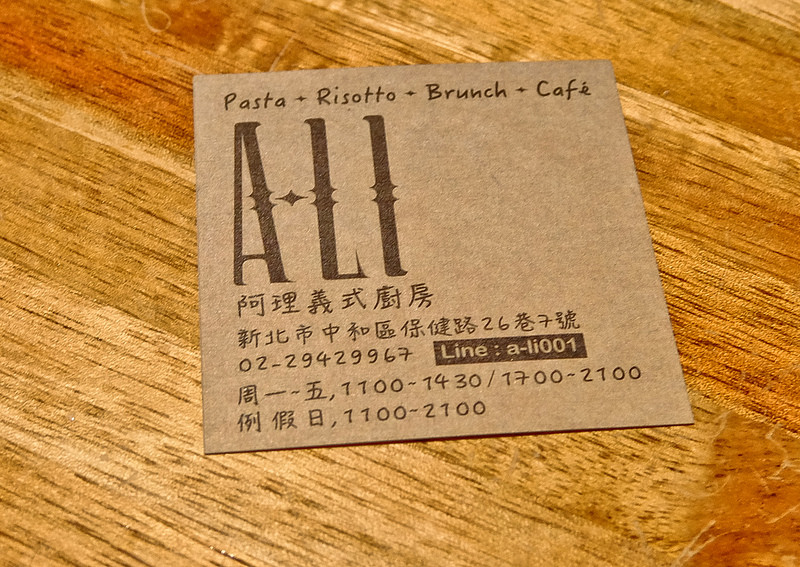 Pasta + Risotto + Brunch + Café
A·LI
阿理義式廚房
新北市中和區保健路26巷7號
02-29429967 Line : a-li001
周一~五,1100~1430/1700~2100
例假日,1100~2100